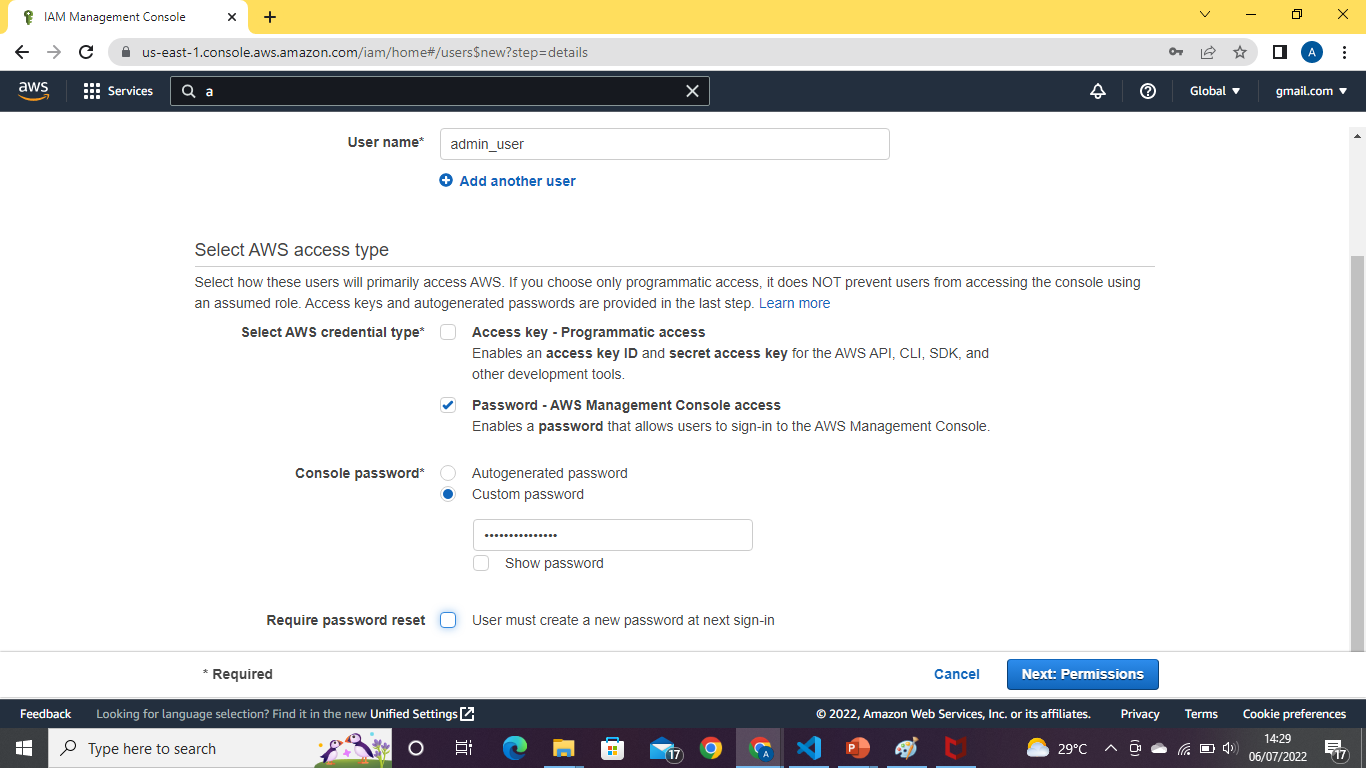 IAM Management Console
us-east-1.console.aws.amazon.com/iam/home#/users$new?step=details
A
aws
Services
a
Global
gmail.com
User name*
admin_user
Add another user
Select AWS access type
Select how these users will primarily access AWS. If you choose only programmatic access, it does NOT prevent users from accessing the console using
an assumed role. Access keys and autogenerated passwords are provided in the last step. Learn more
Select AWS credential type*
Access key - Programmatic access
Enables an access key ID and secret access key for the AWS API, CLI, SDK, and
other development tools.
Password - AWS Management Console access
Enables a password that allows users to sign-in to the AWS Management Console.
Console password*
Autogenerated password
Custom password
•••••••••••••••
Show password
Require password reset
User must create a new password at next sign-in
* Required
Cancel
Next: Permissions
Feedback
Looking for language selection? Find it in the new Unified Settings
© 2022, Amazon Web Services, Inc. or its affiliates.
Privacy
Terms
Cookie preferences
Type here to search
17
A
P
29°C
14:29
06/07/2022
17